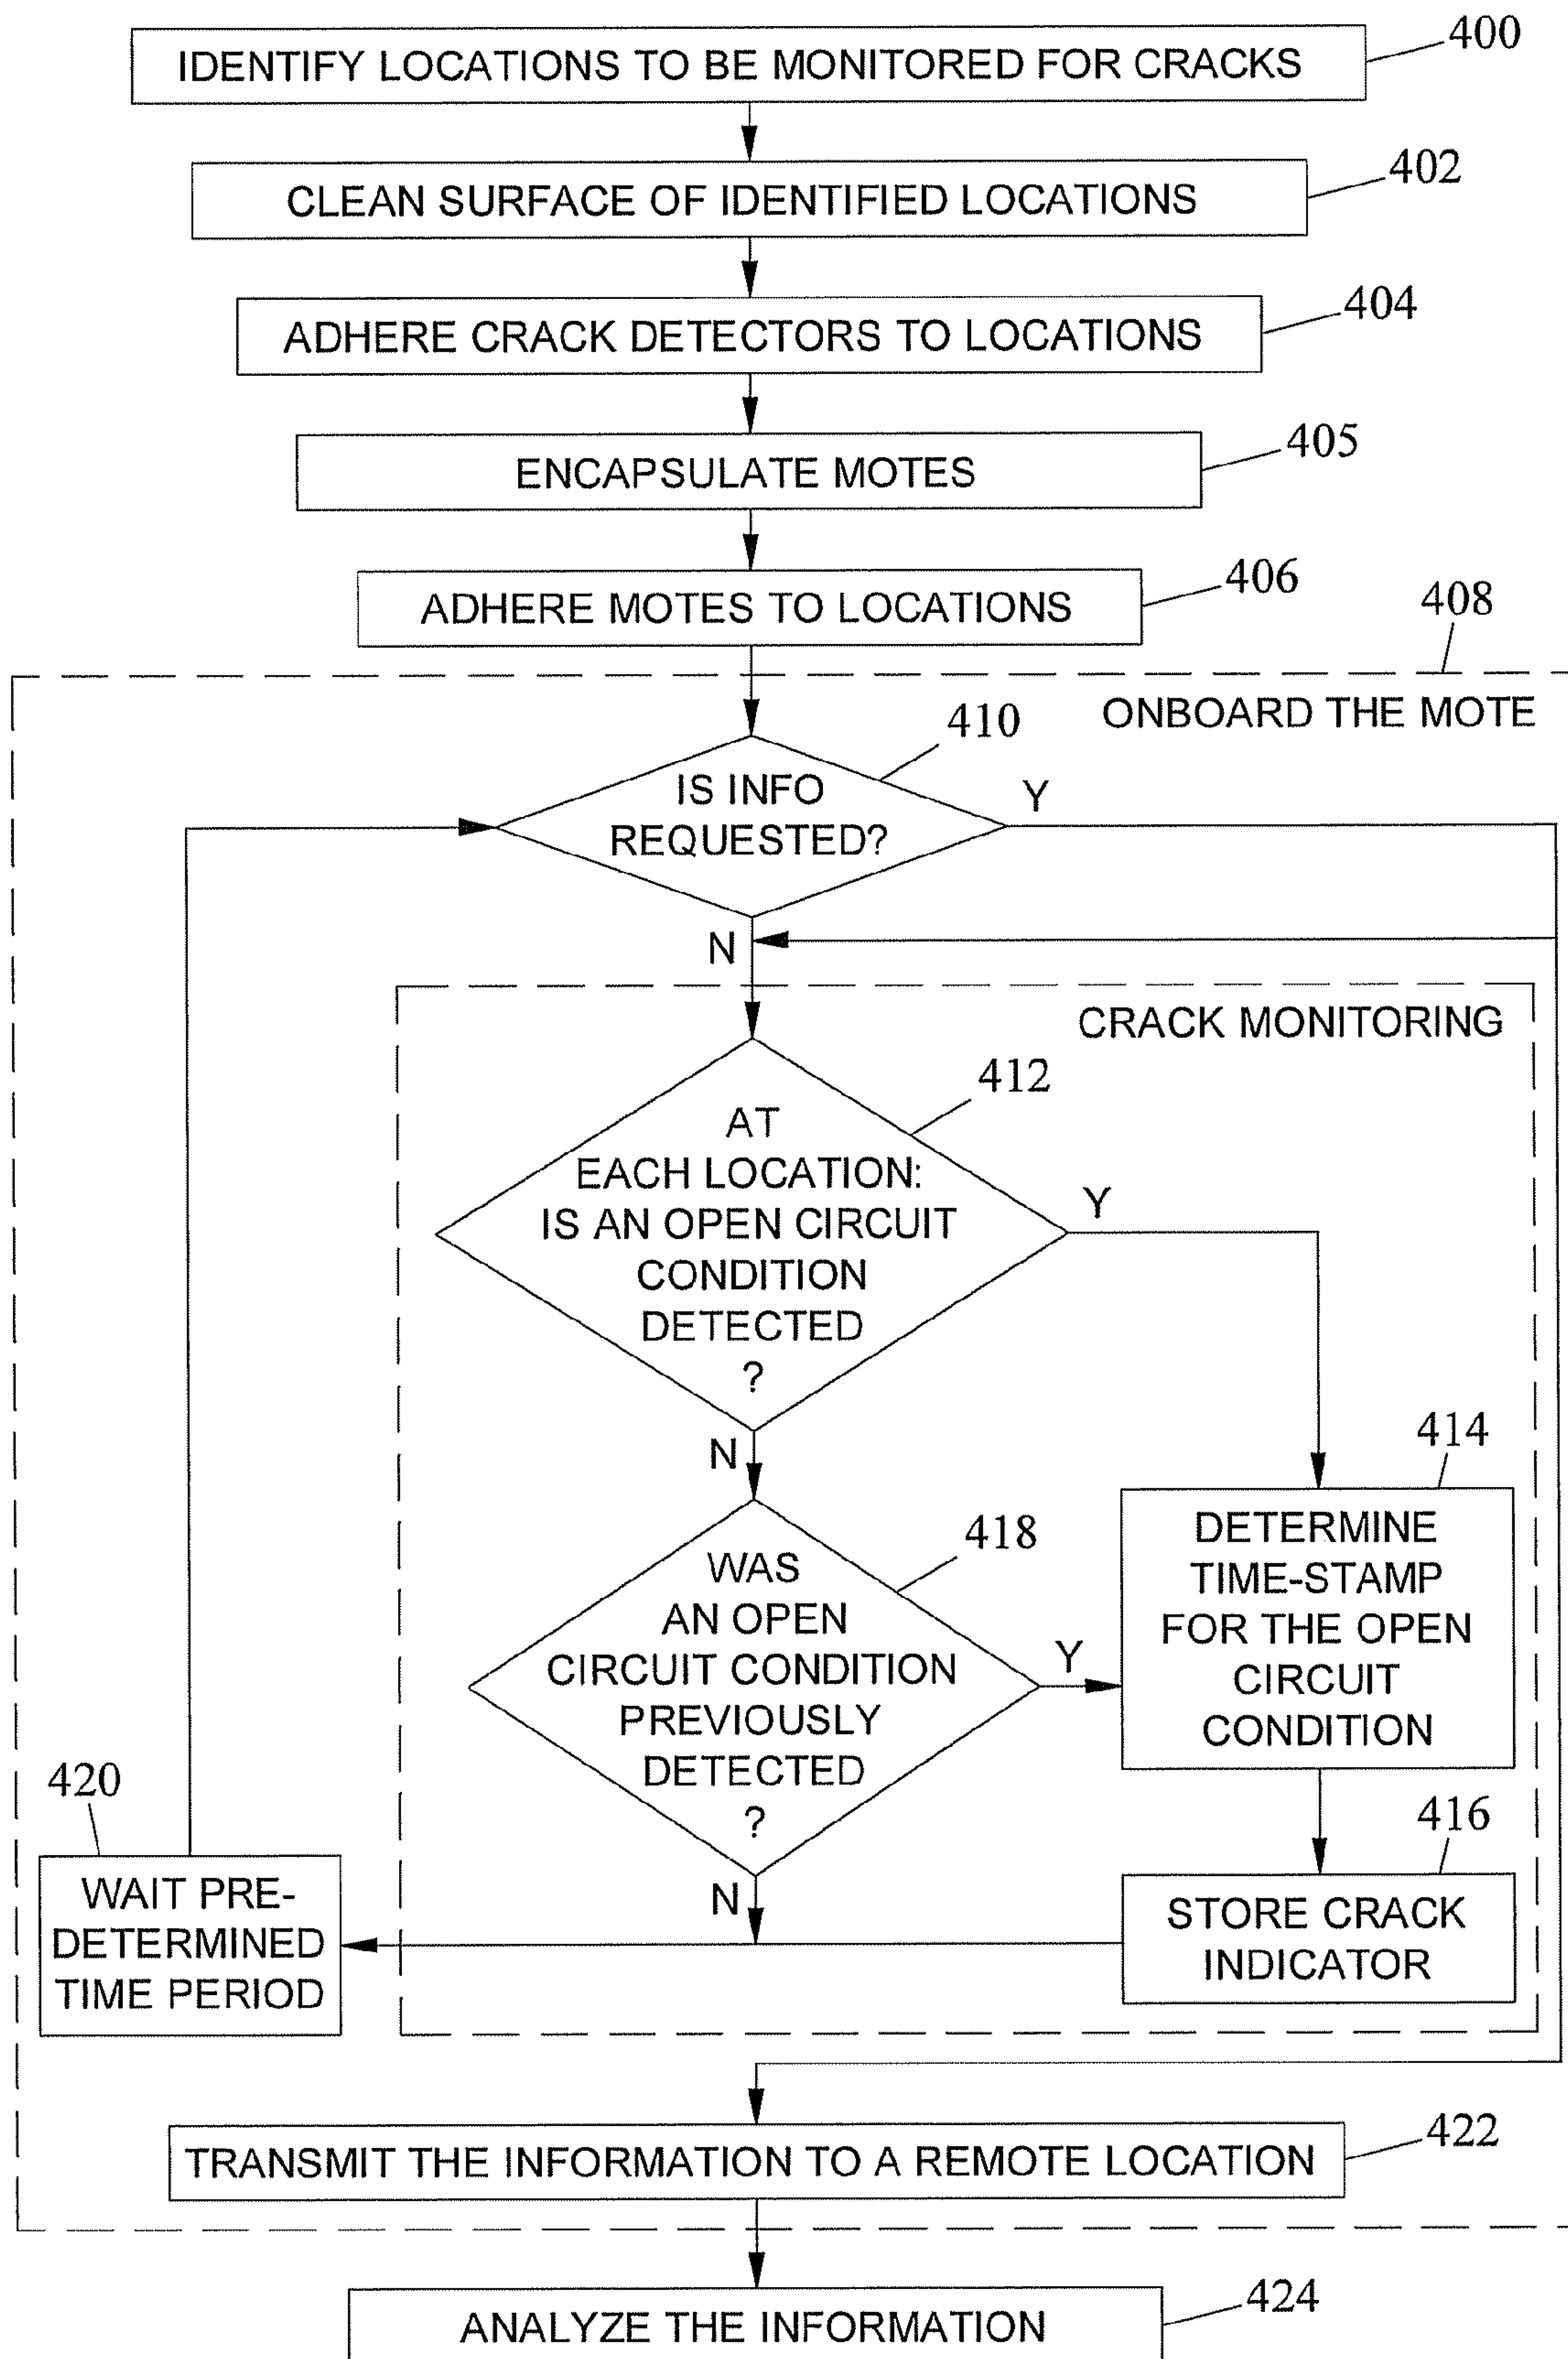 IDENTIFY LOCATIONS TO BE MONITORED FOR CRACKS
400
CLEAN SURFACE OF IDENTIFIED LOCATIONS
402
ADHERE CRACK DETECTORS TO LOCATIONS
404
ENCAPSULATE MOTES
405
ADHERE MOTES TO LOCATIONS
406
408
ONBOARD THE MOTE
410
IS INFO
REQUESTED?
Y
N
CRACK MONITORING
412
AT
EACH LOCATION:
IS AN OPEN CIRCUIT
CONDITION
DETECTED
?
Y
N
414
DETERMINE
TIME-STAMP
FOR THE OPEN
CIRCUIT
CONDITION
418
WAS
AN OPEN
CIRCUIT CONDITION
PREVIOUSLY
DETECTED
?
Y
N
416
STORE CRACK
INDICATOR
420
WAIT PRE-
DETERMINED
TIME PERIOD
TRANSMIT THE INFORMATION TO A REMOTE LOCATION
422
ANALYZE THE INFORMATION
424